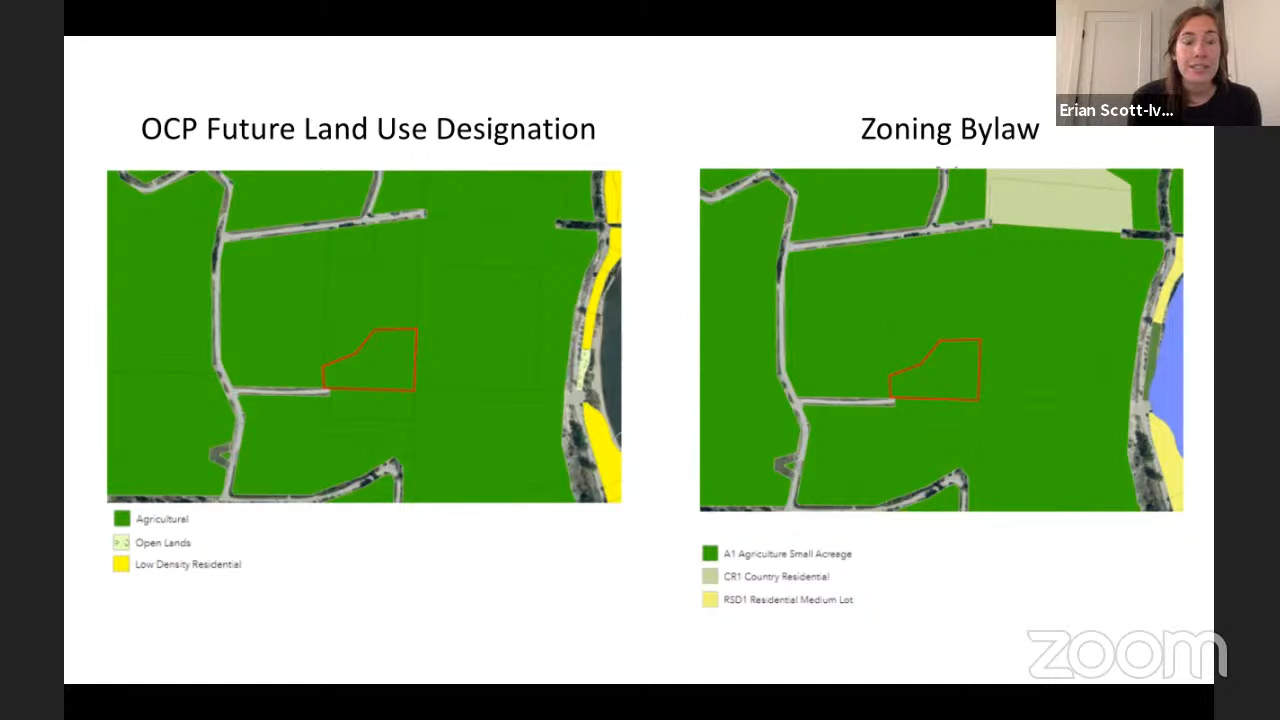 Erian Scott-Iv...
OCP Future Land Use Designation
Zoning Bylaw
Agricultural
Open Lands
Low Density Residential
A1 Agriculture Small Acreage
CR1 Country Residential
RSD1 Residential Medium Lot
zoom